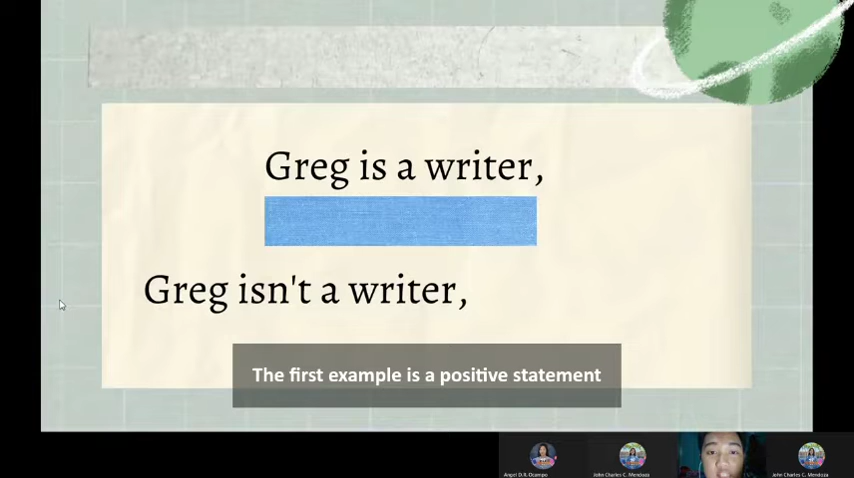 Greg is a writer,
Greg isn't a writer,
The first example is a positive statement
Angel D.R. Ocampo
John Charles C. Mendoza
John Charles C. Mendoza